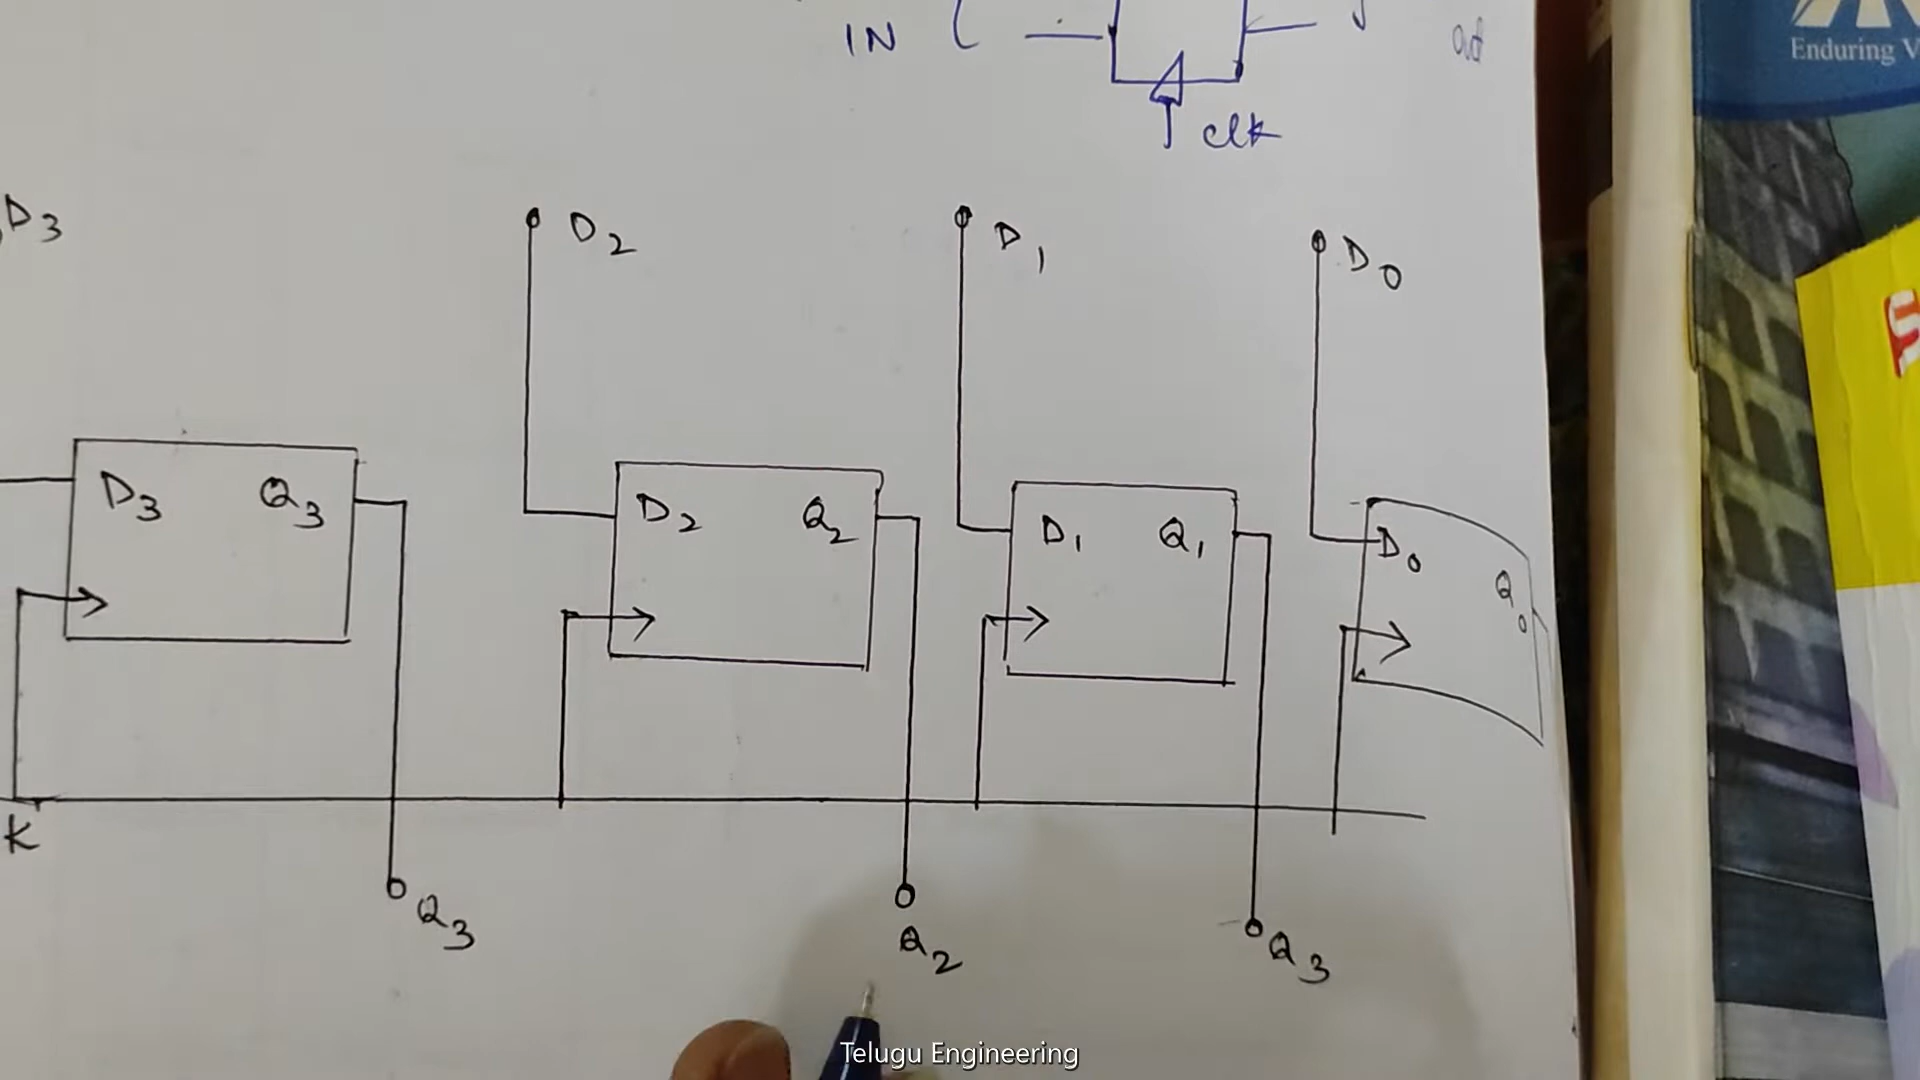 IN
clk
Enduring V
D3
D2
D1
D0
D3 Q3
D2 Q2
D1 Q1
D0 Q0
K
Q3
Q2
Q3
Telugu Engineering